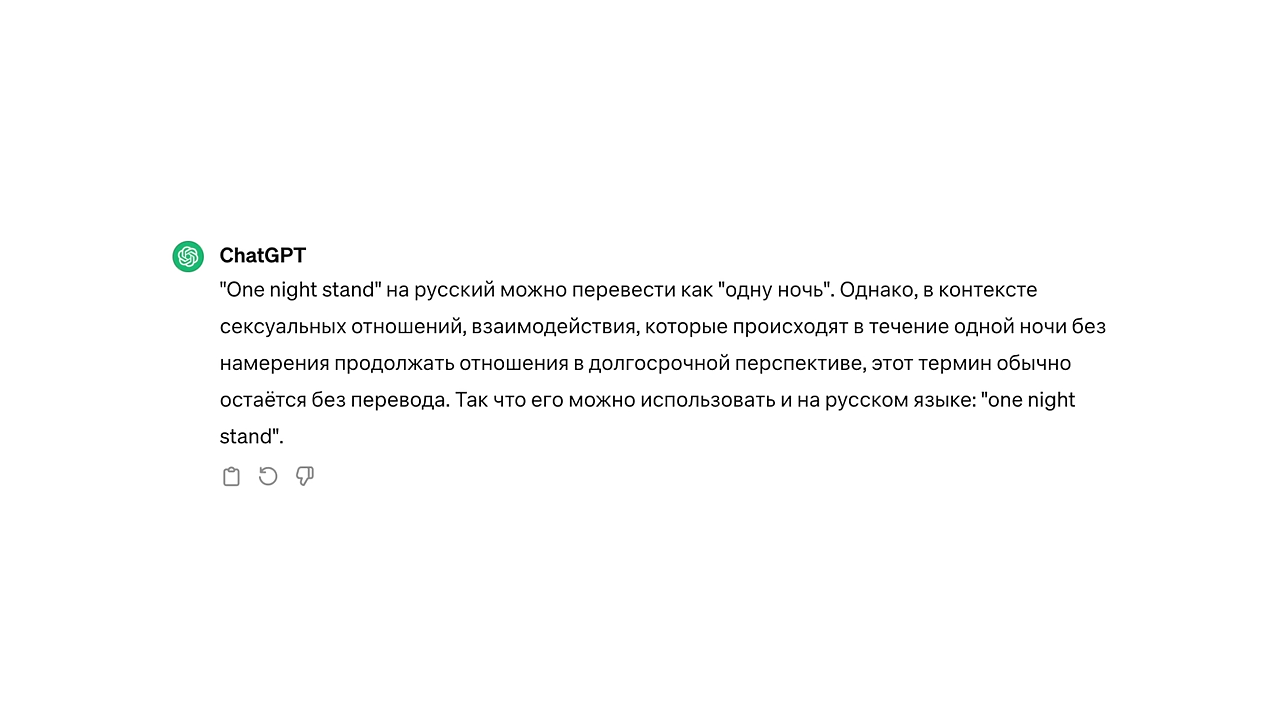 ChatGPT
"One night stand" на русский можно перевести как "одну ночь". Однако, в контексте
сексуальных отношений, взаимодействия, которые происходят в течение одной ночи без
намерения продолжать отношения в долгосрочной перспективе, этот термин обычно
остаётся без перевода. Так что его можно использовать и на русском языке: "one night
stand".